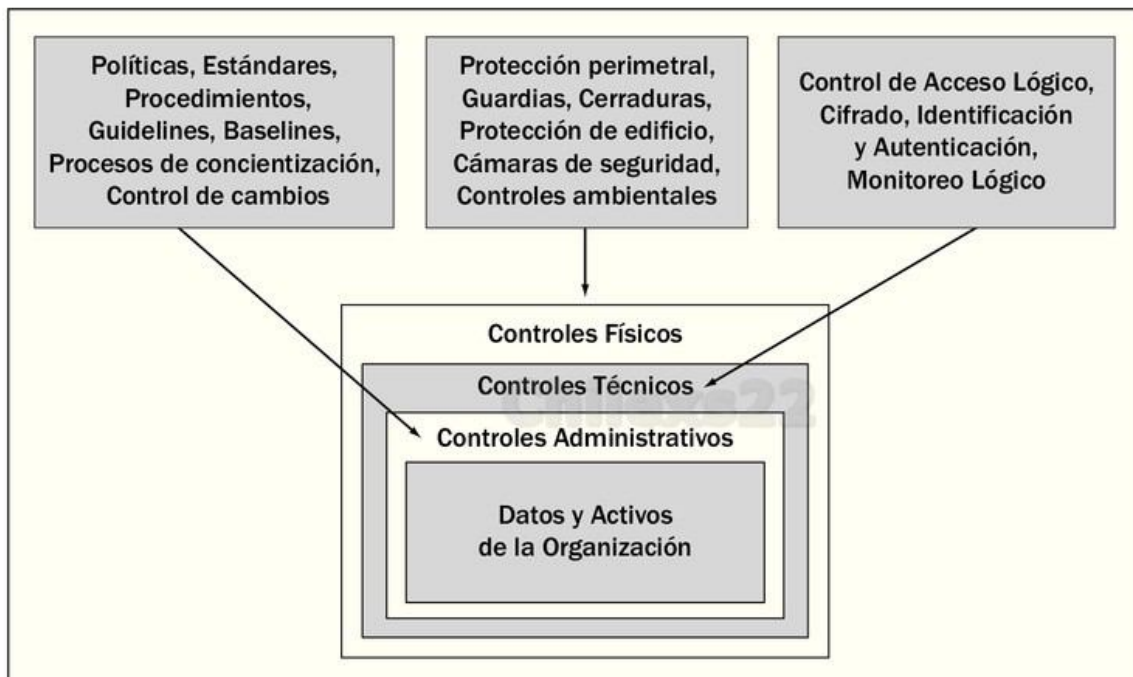 Políticas, Estándares,
Procedimientos,
Guidelines, Baselines,
Procesos de concientización,
Control de cambios
Protección perimetral,
Guardias, Cerraduras,
Protección de edificio,
Cámaras de seguridad,
Controles ambientales
Control de Acceso Lógico,
Cifrado, Identificación
y Autenticación,
Monitoreo Lógico
Controles Físicos
Controles Técnicos
Controles Administrativos
Datos y Activos
de la Organización